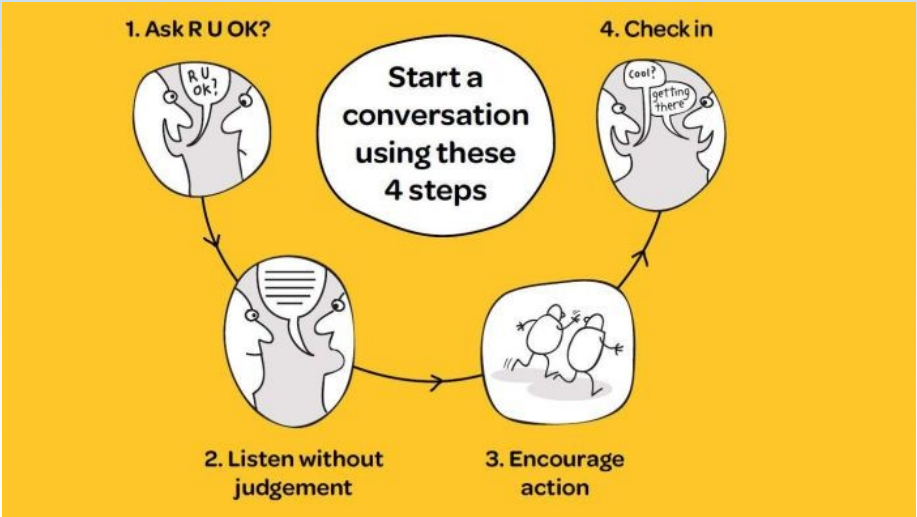 1. Ask R U OK?
R U
OK?
Start a
conversation
using these
4 steps
4. Check in
cool?
getting
there
2. Listen without
judgement
3. Encourage
action